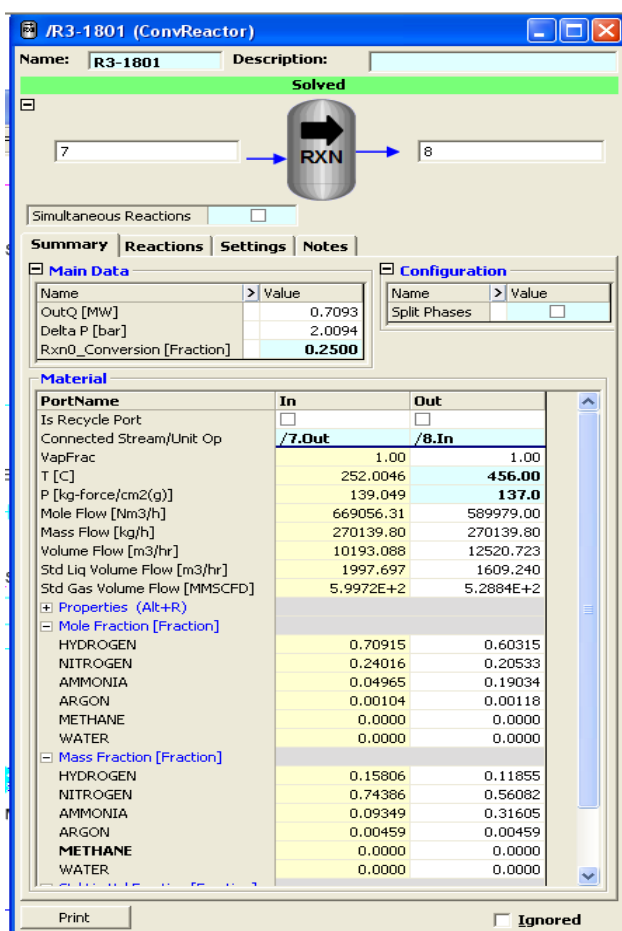 /R3-1801 (ConvReactor)
Name: R3-1801 Description:
Solved
7 RXN 8
Simultaneous Reactions
Summary Reactions Settings Notes
Main Data Configuration
Name > Value Name > Value
OutQ [MW] 0.7093 Split Phases
Delta P [bar] 2.0094
Rxn0_Conversion [Fraction] 0.2500
Material
PortName In Out
Is Recycle Port
Connected Stream/Unit Op /7.Out /8.In
VapFrac 1.00 1.00
T [C] 252.0046 456.00
P [kg-force/cm2(g)] 139.049 137.0
Mole Flow [Nm3/h] 669056.31 589979.00
Mass Flow [kg/h] 270139.80 270139.80
Volume Flow [m3/hr] 10193.088 12520.723
Std Liq Volume Flow [m3/hr] 1997.697 1609.240
Std Gas Volume Flow [MMSCFD] 5.9972E+2 5.2884E+2
Properties (Alt+R)
Mole Fraction [Fraction]
HYDROGEN 0.70915 0.60315
NITROGEN 0.24016 0.20533
AMMONIA 0.04965 0.19034
ARGON 0.00104 0.00118
METHANE 0.0000 0.0000
WATER 0.0000 0.0000
Mass Fraction [Fraction]
HYDROGEN 0.15806 0.11855
NITROGEN 0.74386 0.56082
AMMONIA 0.09349 0.31605
ARGON 0.00459 0.00459
METHANE 0.0000 0.0000
WATER 0.0000 0.0000
Print Ignored